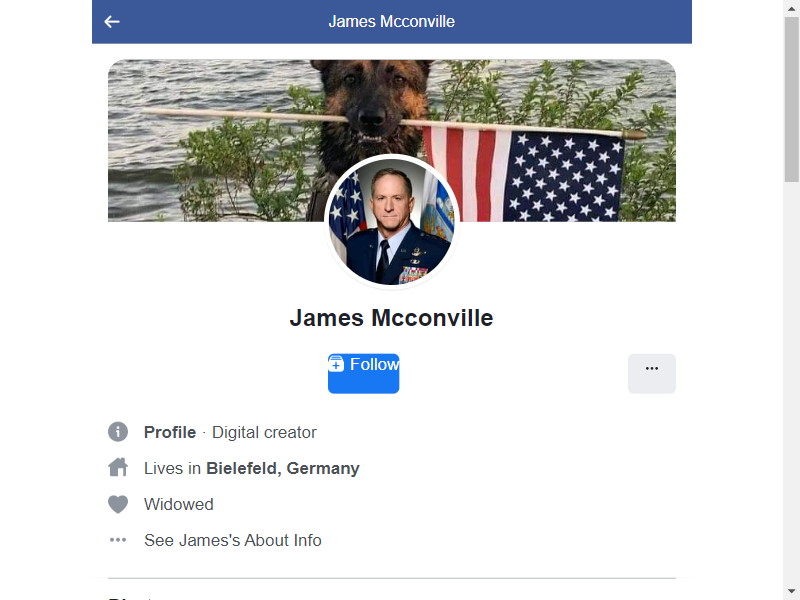 James Mcconville
James Mcconville
Follow
Profile · Digital creator
Lives in Bielefeld, Germany
Widowed
See James's About Info